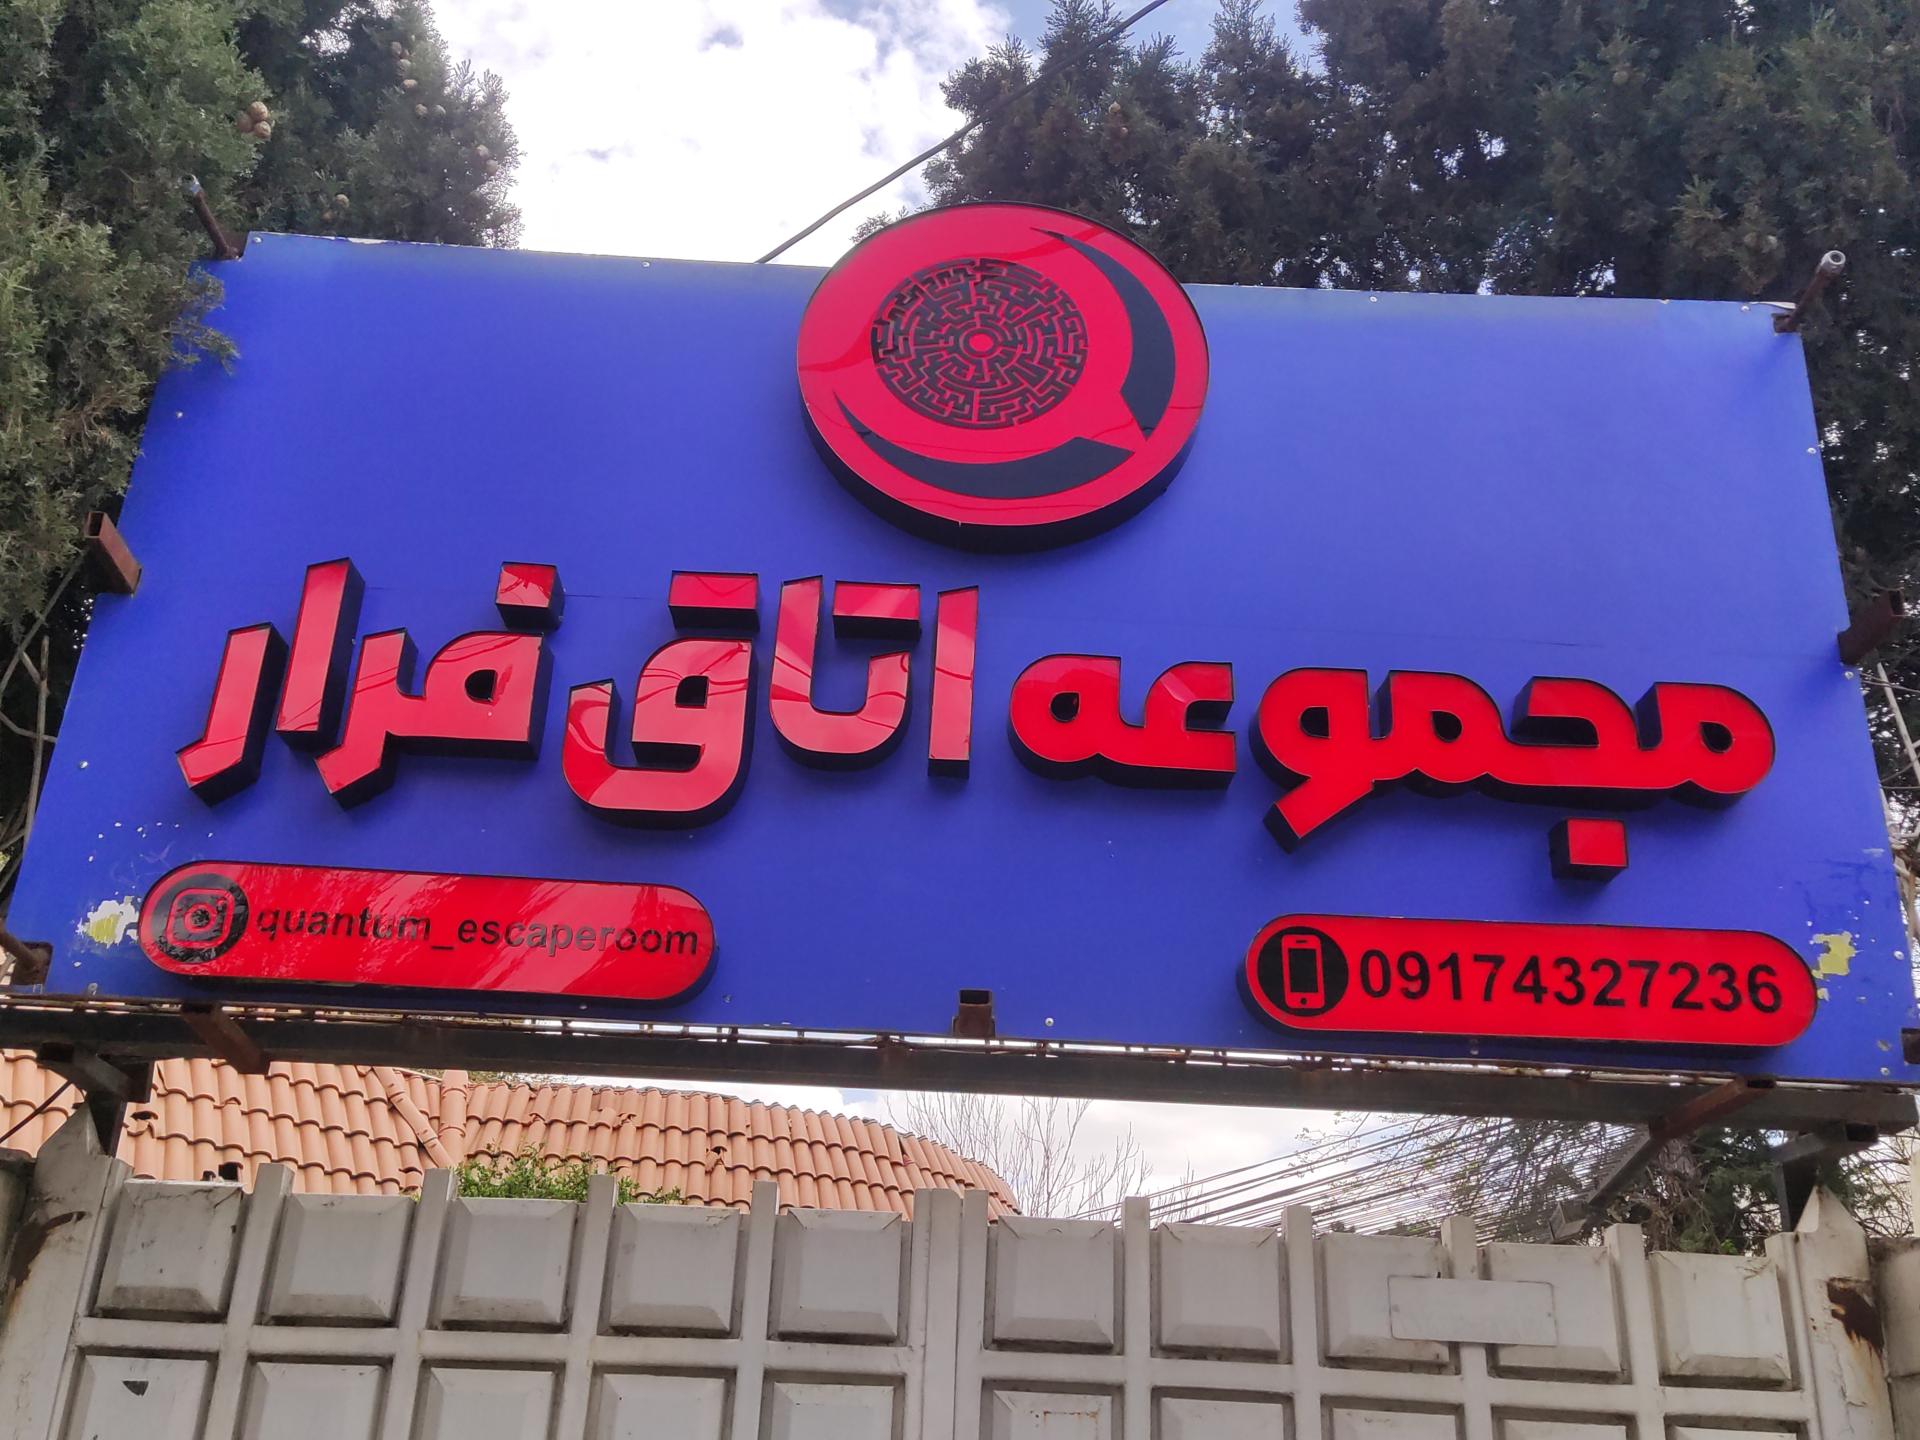 مجموعه اتاق فرار
quantum_escaperoom
09174327236